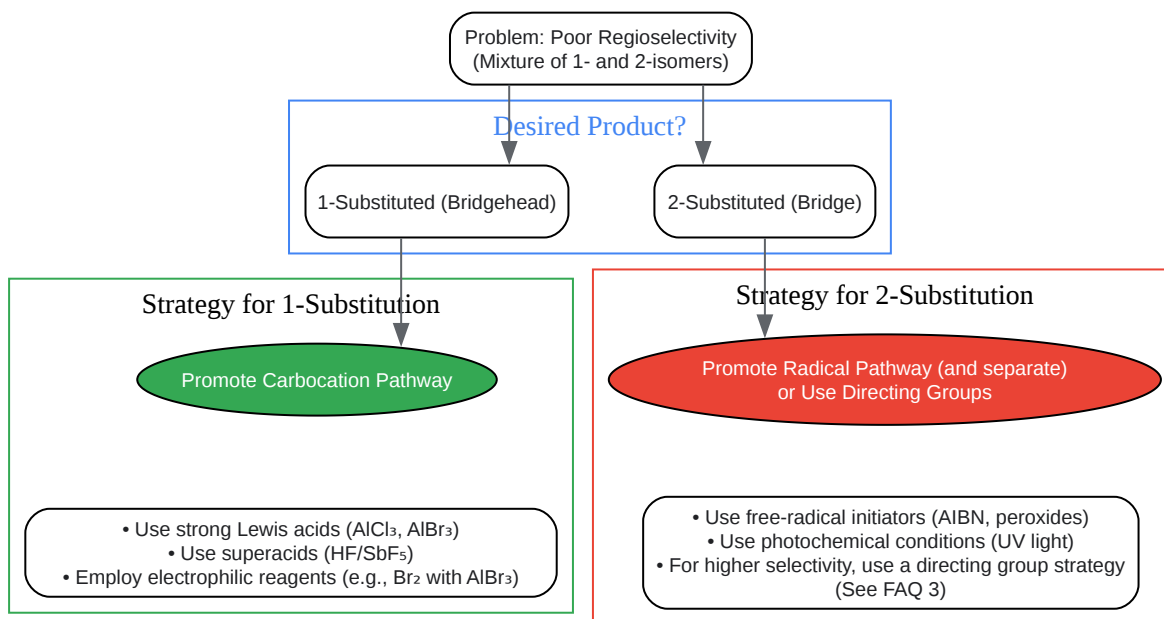 Problem: Poor Regioselectivity
(Mixture of 1- and 2-isomers)
Desired Product?
1-Substituted (Bridgehead)
2-Substituted (Bridge)
Strategy for 1-Substitution
Promote Carbocation Pathway
• Use strong Lewis acids (AlCl₃, AlBr₃)
• Use superacids (HF/SbF₅)
• Employ electrophilic reagents (e.g., Br₂ with AlBr₃)
Strategy for 2-Substitution
Promote Radical Pathway (and separate)
or Use Directing Groups
• Use free-radical initiators (AIBN, peroxides)
• Use photochemical conditions (UV light)
• For higher selectivity, use a directing group strategy
(See FAQ 3)